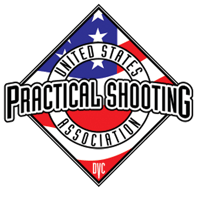 UNITED STATES
PRACTICAL SHOOTING
ASSOCIATION
DVC